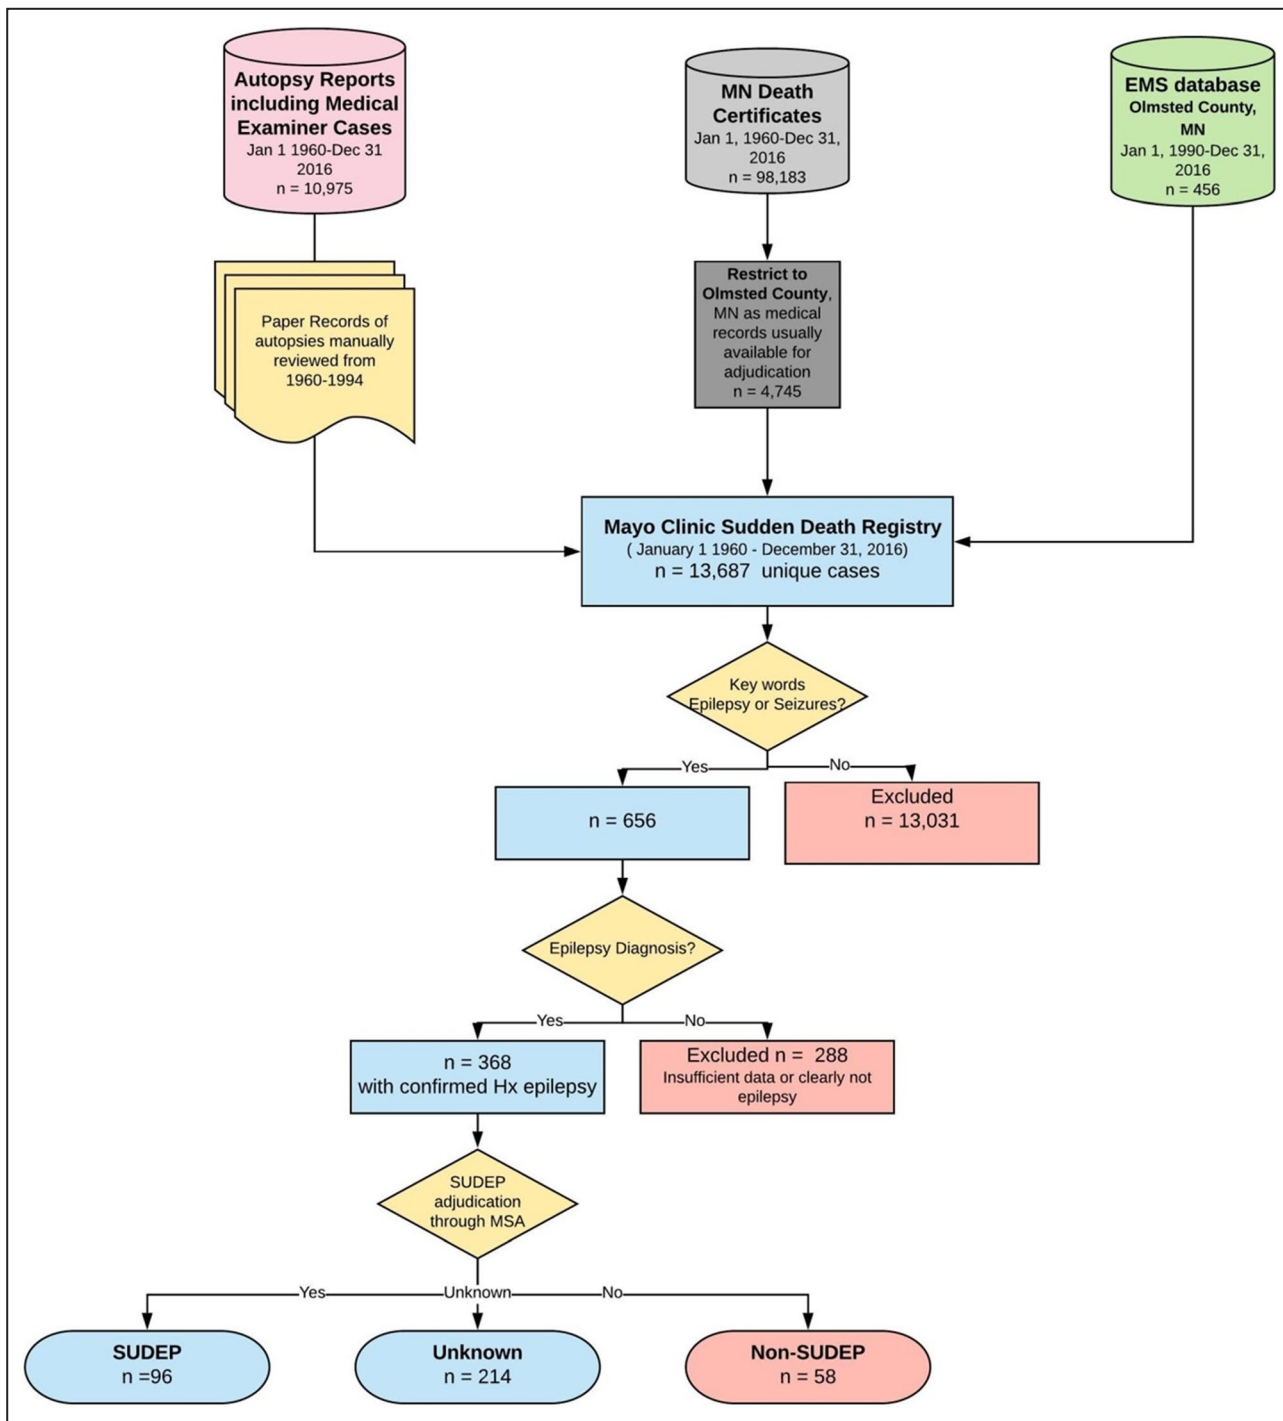 Autopsy Reports
including Medical
Examiner Cases
Jan 1 1960-Dec 31
2016
n = 10,975
MN Death
Certificates
Jan 1, 1960-Dec 31,
2016
n = 98,183
EMS database
Olmsted County,
MN
Jan 1, 1990-Dec 31,
2016
n = 456
Paper Records of
autopsies manually
reviewed from
1960-1994
Restrict to
Olmsted County,
MN as medical
records usually
available for
adjudication
n = 4,745
Mayo Clinic Sudden Death Registry
( January 1 1960 - December 31, 2016)
n = 13,687 unique cases
Key words
Epilepsy or Seizures?
Yes
No
n = 656
Excluded
n = 13,031
Epilepsy Diagnosis?
Yes
No
n = 368
with confirmed Hx epilepsy
Excluded n = 288
Insufficient data or clearly not
epilepsy
SUDEP
adjudication
through MSA
Yes
Unknown
No
SUDEP
n =96
Unknown
n = 214
Non-SUDEP
n = 58